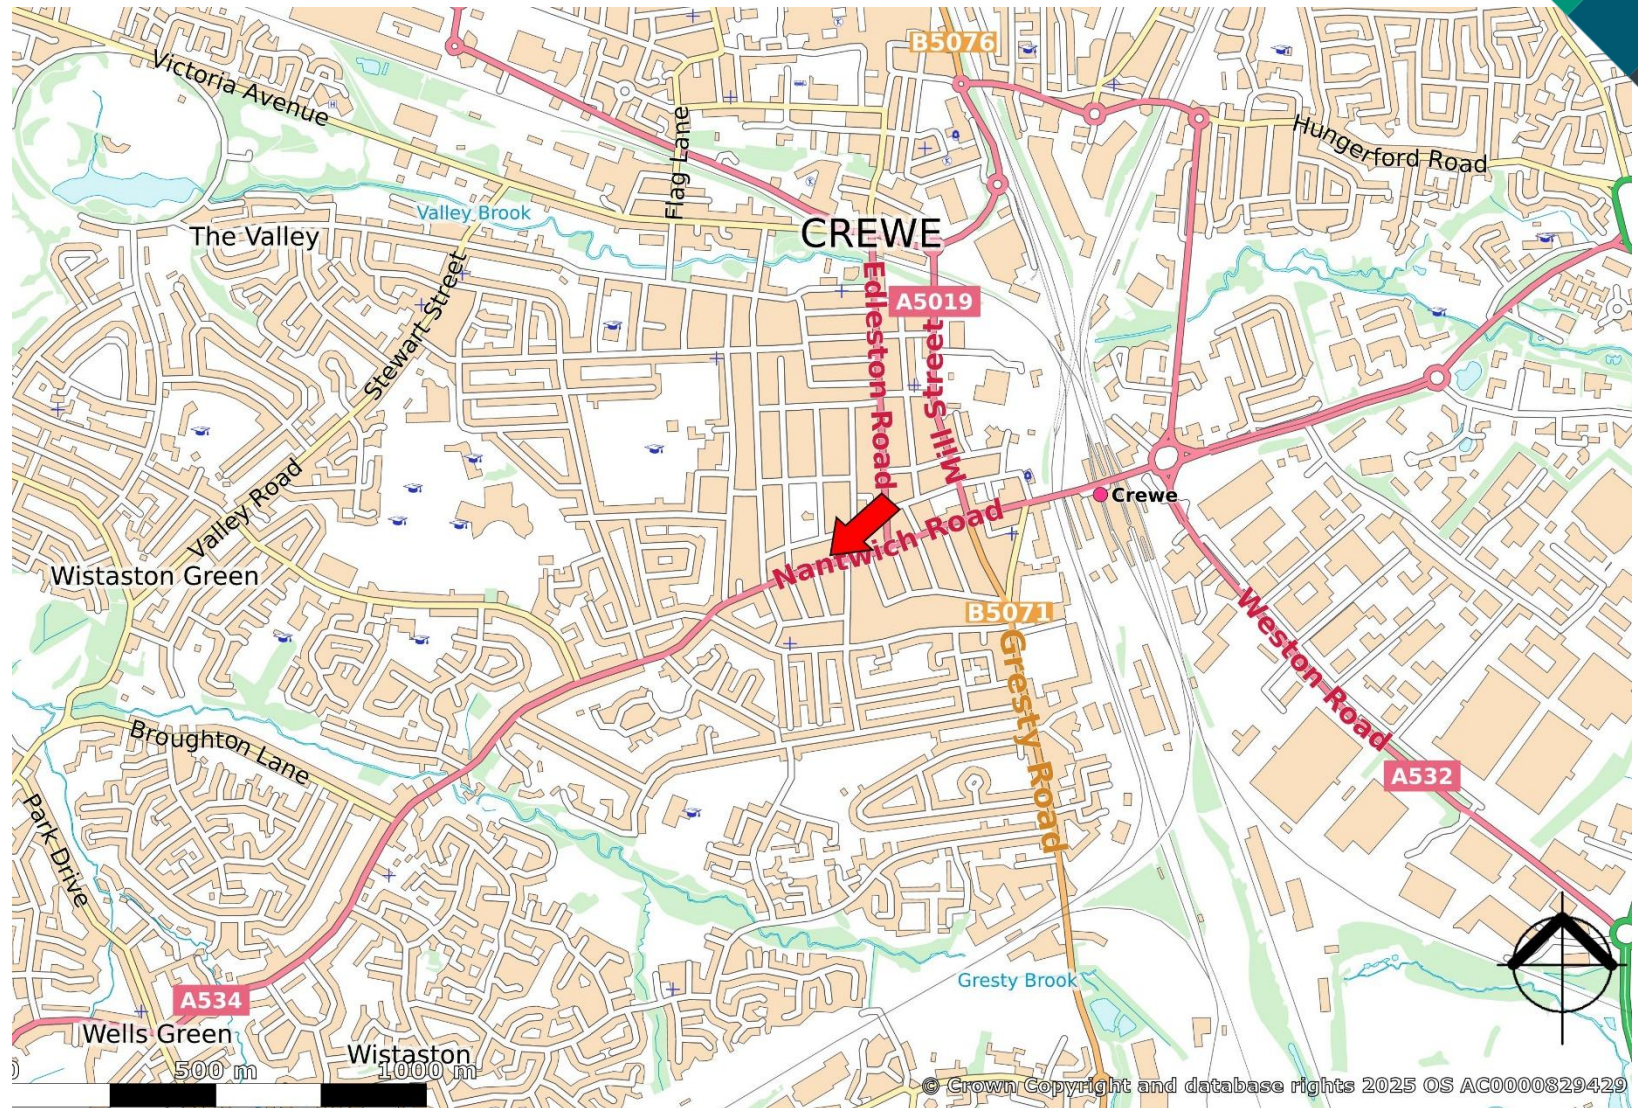 B5076
Victoria Avenue
Flag Lane
Hungerford Road
Valley Brook
The Valley
CREWE
Edleston Road
A5019
Mill Street
Stewart Street
Valley Road
Crewe
Nantwich Road
Wistaston Green
B5071
Gresty Road
Weston Road
Broughton Lane
A532
Park Drive
Gresty Brook
A534
Wells Green
Wistaston
0
500 m
1000 m
© Crown Copyright and database rights 2025 OS AC0000829429